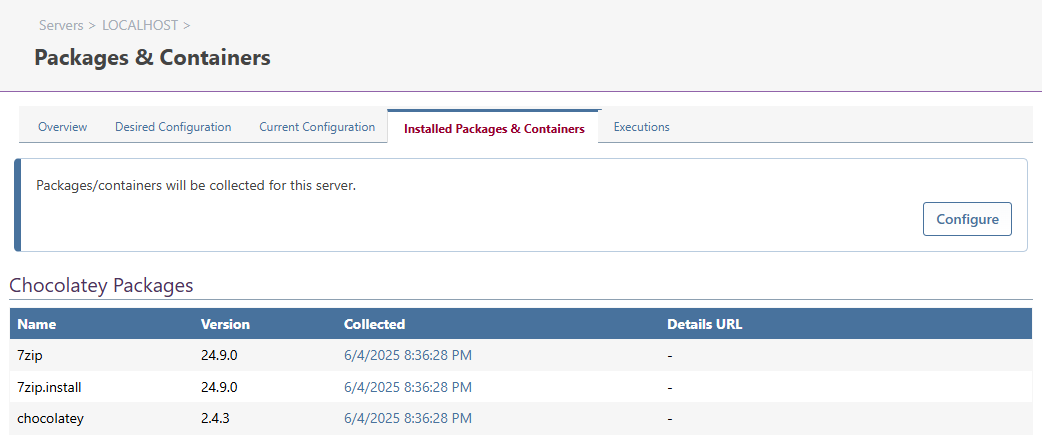 Servers > LOCALHOST >
Packages & Containers
Overview Desired Configuration Current Configuration Installed Packages & Containers Executions
Packages/containers will be collected for this server.
Configure
Chocolatey Packages
Name Version Collected Details URL
7zip 24.9.0 6/4/2025 8:36:28 PM -
7zip.install 24.9.0 6/4/2025 8:36:28 PM -
chocolatey 2.4.3 6/4/2025 8:36:28 PM -